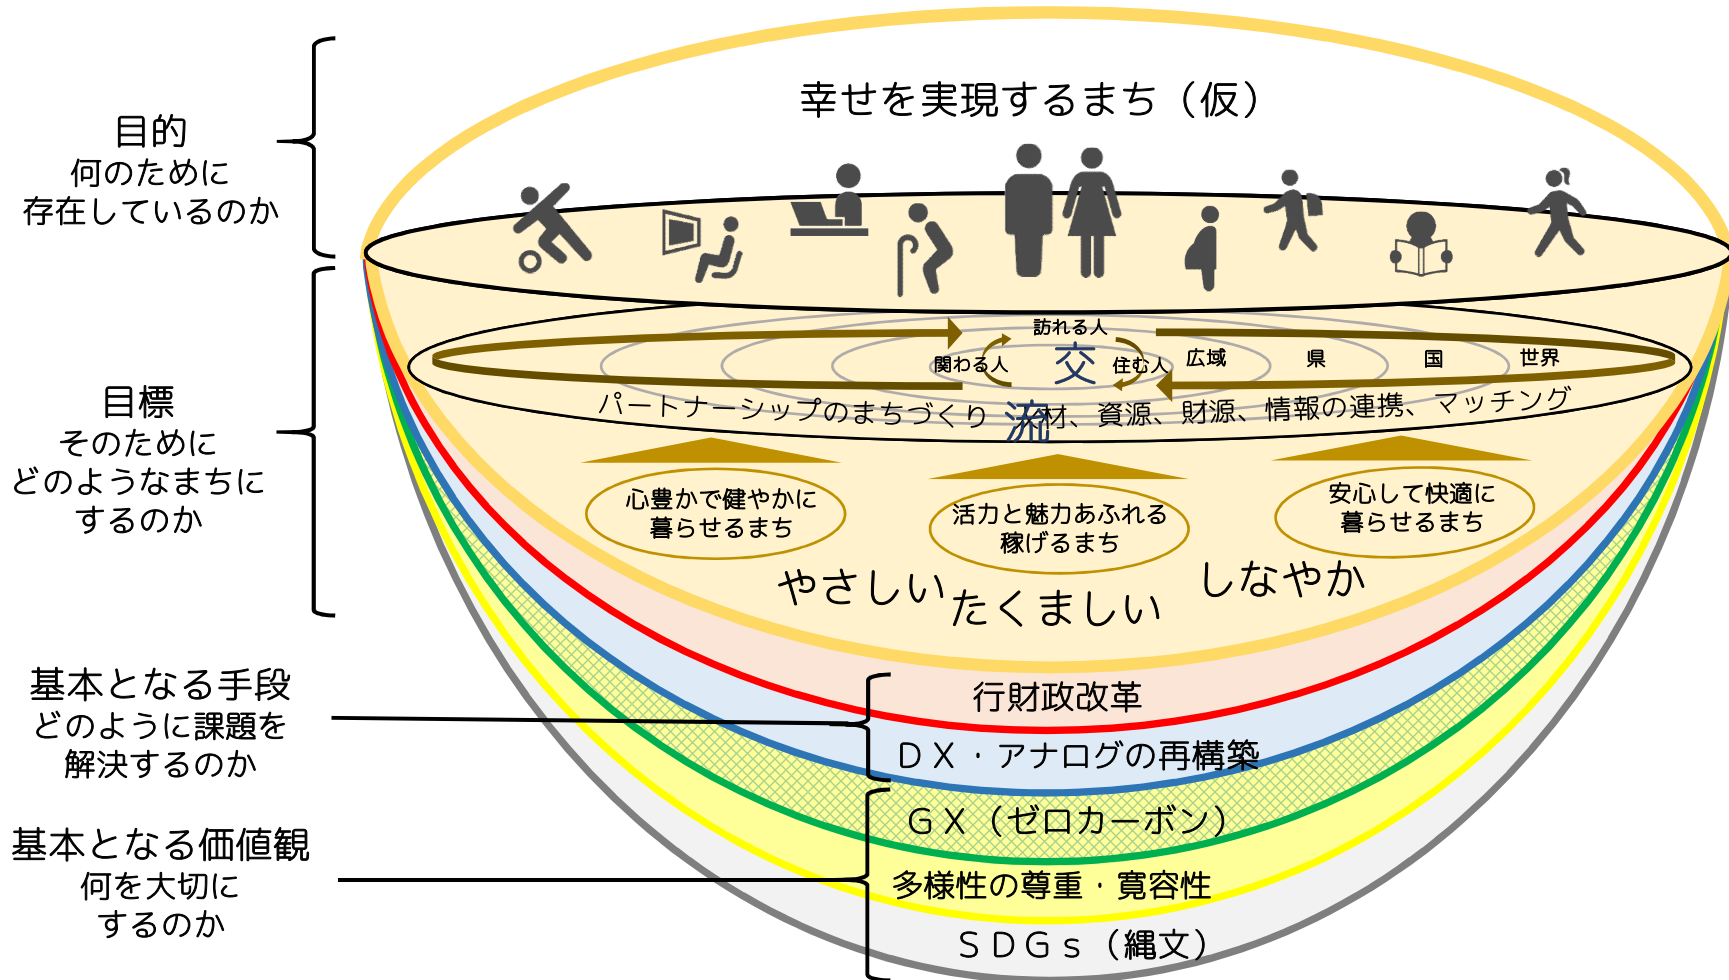 幸せを実現するまち（仮）
目的
何のために
存在しているのか
目標
そのために
どのようなまちに
するのか
訪れる人
関わる人
交
流
住む人
広域
県
国
世界
パートナーシップのまちづくり
材、資源、財源、情報の連携、マッチング
心豊かで健やかに
暮らせるまち
活力と魅力あふれる
稼げるまち
安心して快適に
暮らせるまち
やさしい
たくましい
しなやか
基本となる手段
どのように課題を
解決するのか
行財政改革
ＤＸ・アナログの再構築
基本となる価値観
何を大切に
するのか
ＧＸ（ゼロカーボン）
多様性の尊重・寛容性
ＳＤＧｓ（縄文）